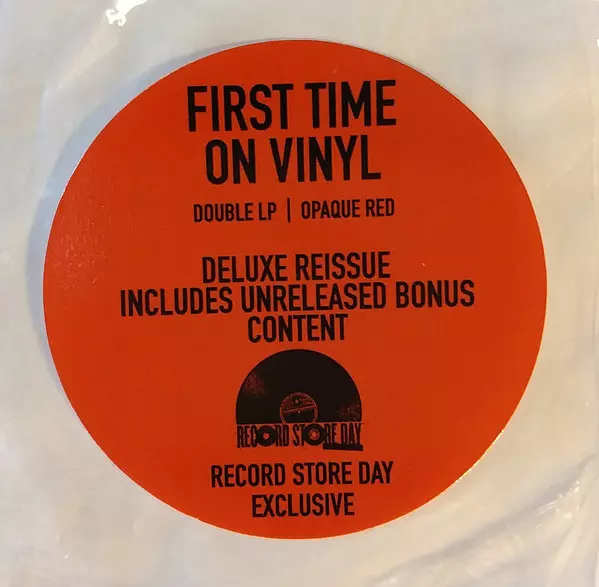 FIRST TIME
ON VINYL
DOUBLE LP | OPAQUE RED
DELUXE REISSUE
INCLUDES UNRELEASED BONUS
CONTENT
RECORD STORE DAY
RECORD STORE DAY
EXCLUSIVE